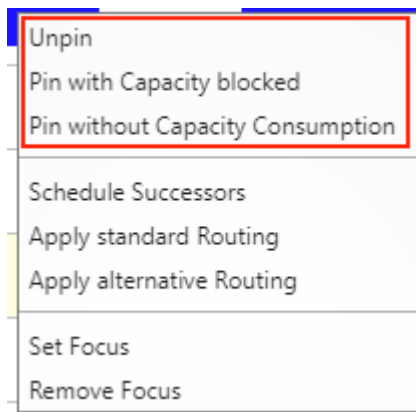 Unpin
Pin with Capacity blocked
Pin without Capacity Consumption
Schedule Successors
Apply standard Routing
Apply alternative Routing
Set Focus
Remove Focus